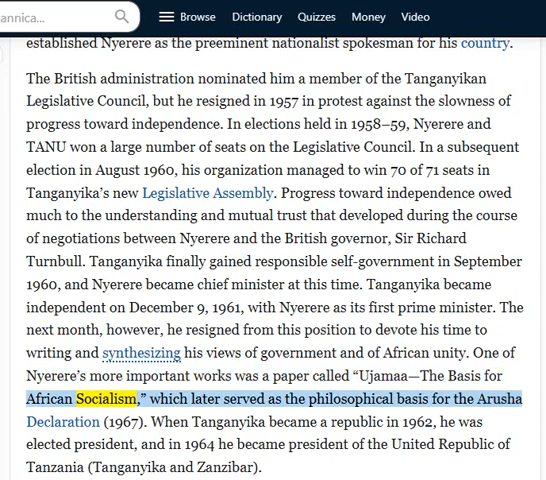 annica...
Browse Dictionary Quizzes Money Video
established Nyerere as the preeminent nationalist spokesman for his country.
The British administration nominated him a member of the Tanganyikan
Legislative Council, but he resigned in 1957 in protest against the slowness of
progress toward independence. In elections held in 1958–59, Nyerere and
TANU won a large number of seats on the Legislative Council. In a subsequent
election in August 1960, his organization managed to win 70 of 71 seats in
Tanganyika’s new Legislative Assembly. Progress toward independence owed
much to the understanding and mutual trust that developed during the course
of negotiations between Nyerere and the British governor, Sir Richard
Turnbull. Tanganyika finally gained responsible self-government in September
1960, and Nyerere became chief minister at this time. Tanganyika became
independent on December 9, 1961, with Nyerere as its first prime minister. The
next month, however, he resigned from this position to devote his time to
writing and synthesizing his views of government and of African unity. One of
Nyerere’s more important works was a paper called “Ujamaa—The Basis for
African Socialism,” which later served as the philosophical basis for the Arusha
Declaration (1967). When Tanganyika became a republic in 1962, he was
elected president, and in 1964 he became president of the United Republic of
Tanzania (Tanganyika and Zanzibar).